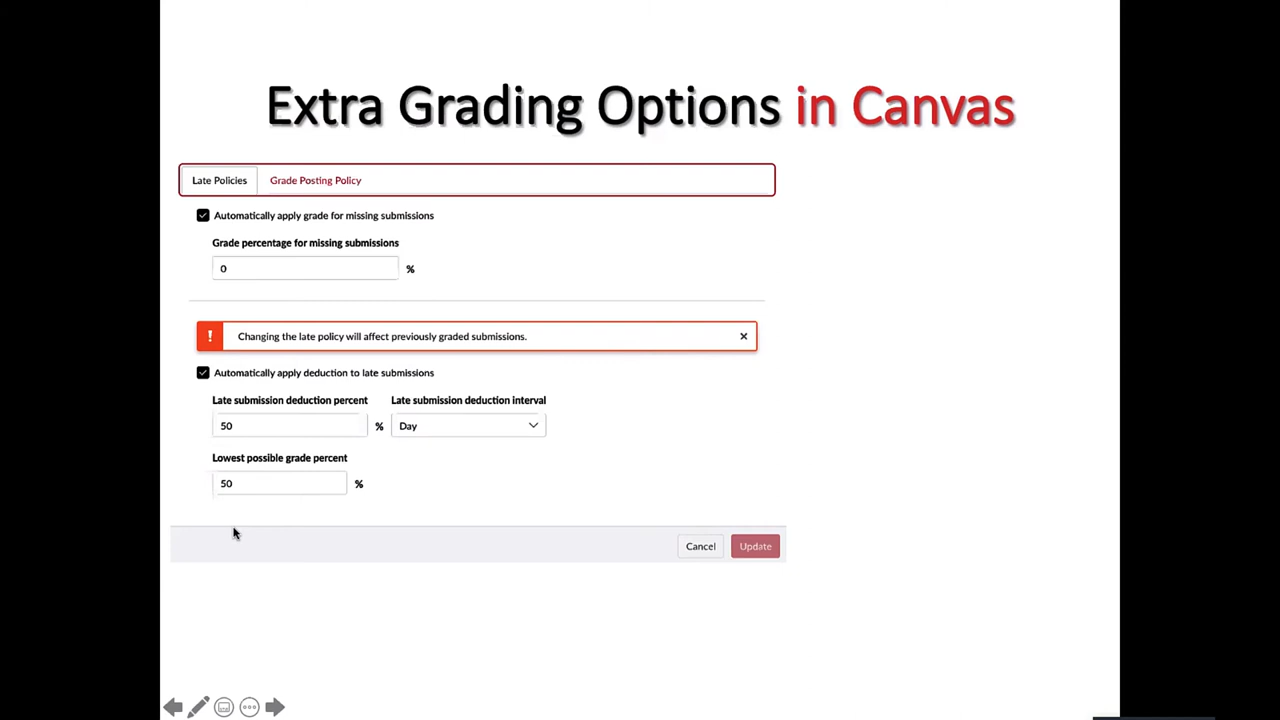 Extra Grading Options in Canvas
Late Policies Grade Posting Policy
Automatically apply grade for missing submissions
Grade percentage for missing submissions
0 %
! Changing the late policy will affect previously graded submissions. ×
Automatically apply deduction to late submissions
Late submission deduction percent Late submission deduction interval
50 % Day
Lowest possible grade percent
50 %
Cancel Update